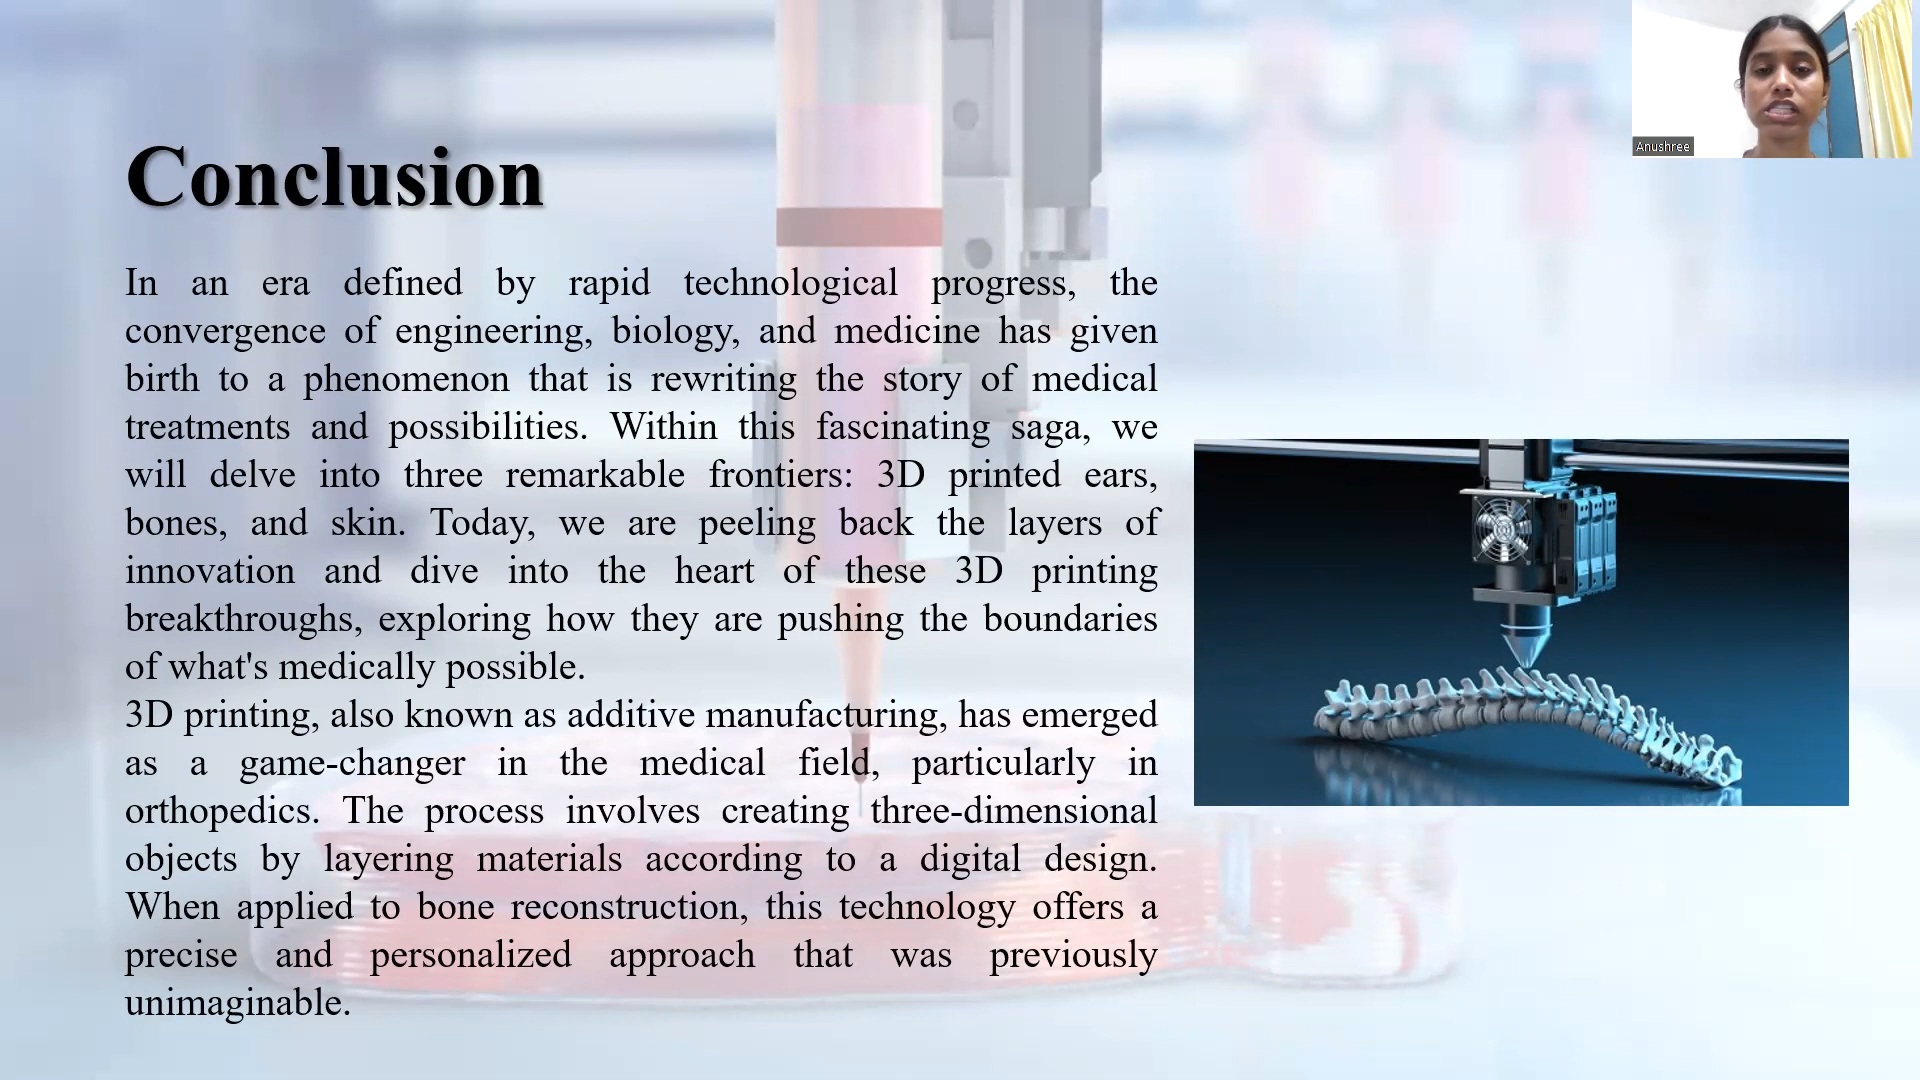 Anushree
Conclusion
In an era defined by rapid technological progress, the
convergence of engineering, biology, and medicine has given
birth to a phenomenon that is rewriting the story of medical
treatments and possibilities. Within this fascinating saga, we
will delve into three remarkable frontiers: 3D printed ears,
bones, and skin. Today, we are peeling back the layers of
innovation and dive into the heart of these 3D printing
breakthroughs, exploring how they are pushing the boundaries
of what's medically possible.
3D printing, also known as additive manufacturing, has emerged
as a game-changer in the medical field, particularly in
orthopedics. The process involves creating three-dimensional
objects by layering materials according to a digital design.
When applied to bone reconstruction, this technology offers a
precise and personalized approach that was previously
unimaginable.